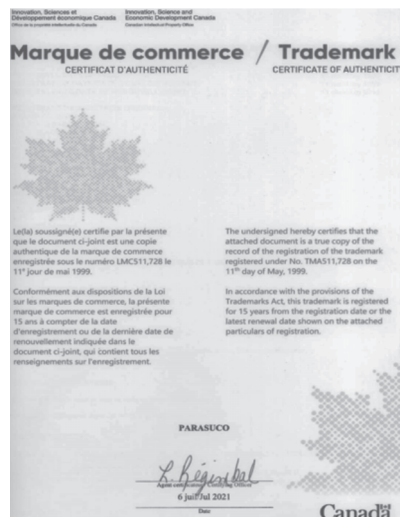 Innovation, Sciences et
Développement économique Canada
Office de la propriété intellectuelle du Canada
Innovation, Science and
Economic Development Canada
Canadian Intellectual Property Office
Marque de commerce / Trademark
CERTIFICAT D'AUTHENTICITÉ
CERTIFICATE OF AUTHENTICIT
Le(la) soussigné(e) certifie par la présente
que le document ci-joint est une copie
authentique de la marque de commerce
enregistrée sous le numéro LMC511,728 le
11e jour de mai 1999.
Conformément aux dispositions de la Loi
sur les marques de commerce, la présente
marque de commerce est enregistrée pour
15 ans à compter de la date
d'enregistrement ou de la dernière date de
renouvellement indiquée dans le
document ci-joint, qui contient tous les
renseignements sur l'enregistrement.
The undersigned hereby certifies that the
attached document is a true copy of the
record of the registration of the trademark
registered under No. TMA511,728 on the
11th day of May, 1999.
In accordance with the provisions of the
Trademarks Act, this trademark is registered
for 15 years from the registration date or the
latest renewal date shown on the attached
particulars of registration.
PARASUCO
L. Régimbal
6 juil/Jul 2021
Date
Canada